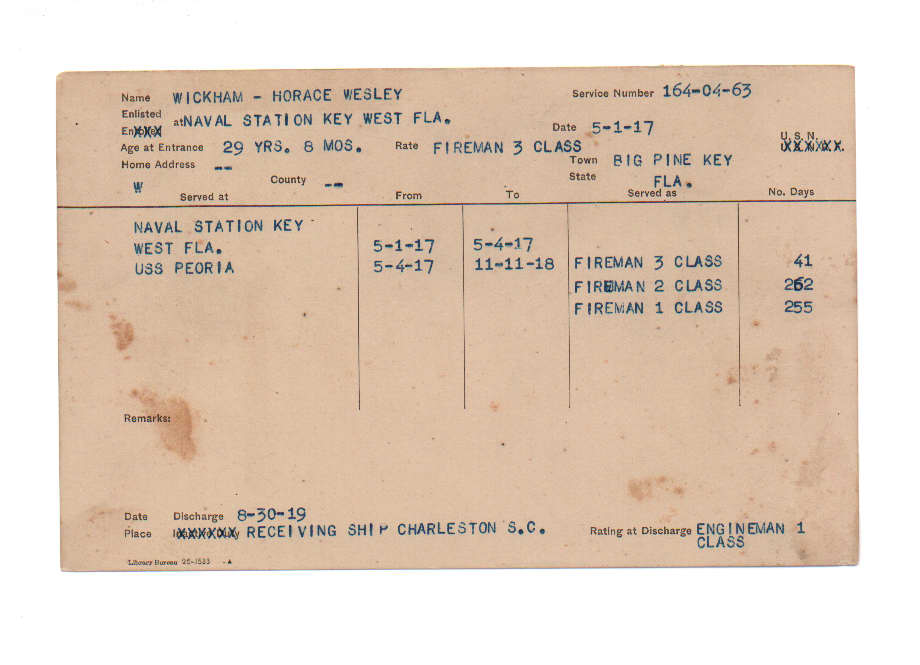 Name WICKHAM - HORACE WESLEY Service Number 164-04-63
Enlisted
at NAVAL STATION KEY WEST FLA. Date 5-1-17
U.S.N.
Age at Entrance 29 YRS. 8 MOS. Rate FIREMAN 3 CLASS
Home Address -- Town BIG PINE KEY
W County -- State FLA.
Served at From To Served as No. Days
NAVAL STATION KEY
WEST FLA. 5-1-17 5-4-17
USS PEORIA 5-4-17 11-11-18 FIREMAN 3 CLASS 41
FIREMAN 2 CLASS 262
FIREMAN 1 CLASS 255
Remarks:
Date Discharge 8-30-19
Place RECEIVING SHIP CHARLESTON S.C. Rating at Discharge ENGINEMAN 1
CLASS
Library Bureau 25-1533 -A